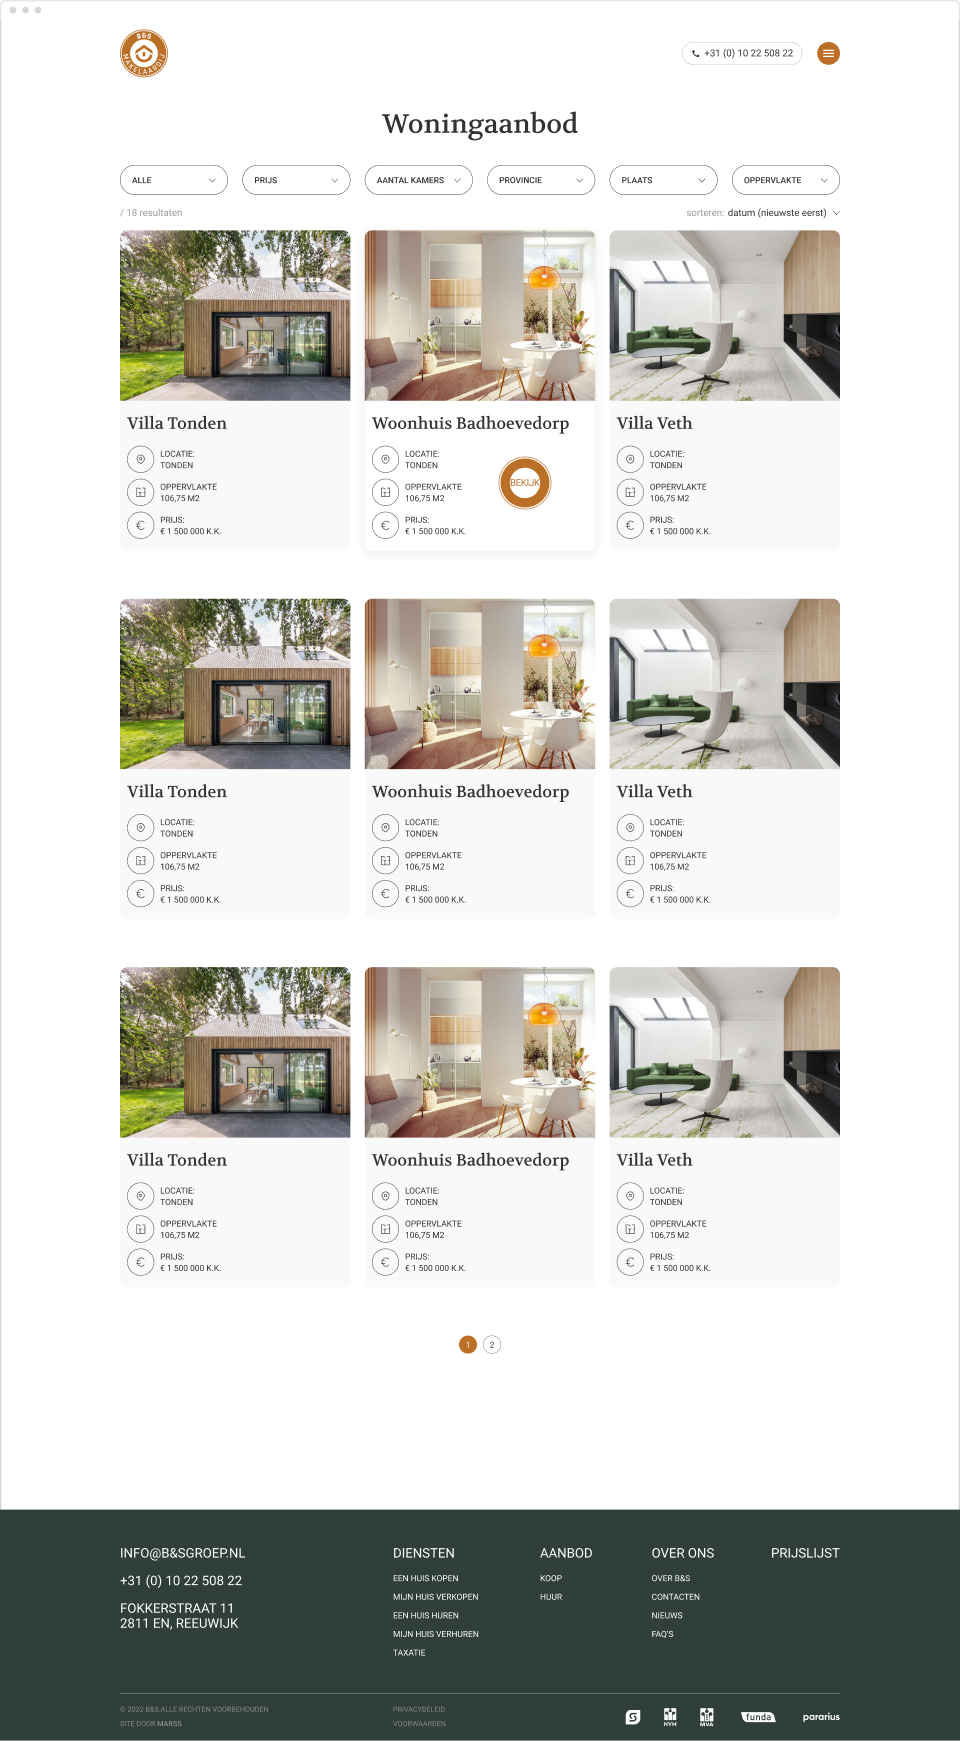 B&S
MAKELAARDIJ
+31 (0) 10 22 508 22
Woningaanbod
ALLE
PRIJS
AANTAL KAMERS
PROVINCIE
PLAATS
OPPERVLAKTE
/ 18 resultaten
sorteren: datum (nieuwste eerst)
Villa Tonden
LOCATIE:
TONDEN
OPPERVLAKTE
106,75 M2
PRIJS:
€ 1 500 000 K.K.
Woonhuis Badhoevedorp
LOCATIE:
TONDEN
OPPERVLAKTE
106,75 M2
PRIJS:
€ 1 500 000 K.K.
BEKIJK
Villa Veth
LOCATIE:
TONDEN
OPPERVLAKTE
106,75 M2
PRIJS:
€ 1 500 000 K.K.
Villa Tonden
LOCATIE:
TONDEN
OPPERVLAKTE
106,75 M2
PRIJS:
€ 1 500 000 K.K.
Woonhuis Badhoevedorp
LOCATIE:
TONDEN
OPPERVLAKTE
106,75 M2
PRIJS:
€ 1 500 000 K.K.
Villa Veth
LOCATIE:
TONDEN
OPPERVLAKTE
106,75 M2
PRIJS:
€ 1 500 000 K.K.
Villa Tonden
LOCATIE:
TONDEN
OPPERVLAKTE
106,75 M2
PRIJS:
€ 1 500 000 K.K.
Woonhuis Badhoevedorp
LOCATIE:
TONDEN
OPPERVLAKTE
106,75 M2
PRIJS:
€ 1 500 000 K.K.
Villa Veth
LOCATIE:
TONDEN
OPPERVLAKTE
106,75 M2
PRIJS:
€ 1 500 000 K.K.
1
2
INFO@B&SGROEP.NL
+31 (0) 10 22 508 22
FOKKERSTRAAT 11
2811 EN, REEUWIJK
DIENSTEN
EEN HUIS KOPEN
MIJN HUIS VERKOPEN
EEN HUIS HUREN
MIJN HUIS VERHUREN
TAXATIE
AANBOD
KOOP
HUUR
OVER ONS
OVER B&S
CONTACTEN
NIEUWS
FAQ'S
PRIJSLIJST
© 2022 B&S.ALLE RECHTEN VOORBEHOUDEN
SITE DOOR MARSS
PRIVACYBELEID
VOORWAARDEN
NVM
MVA
funda
pararius